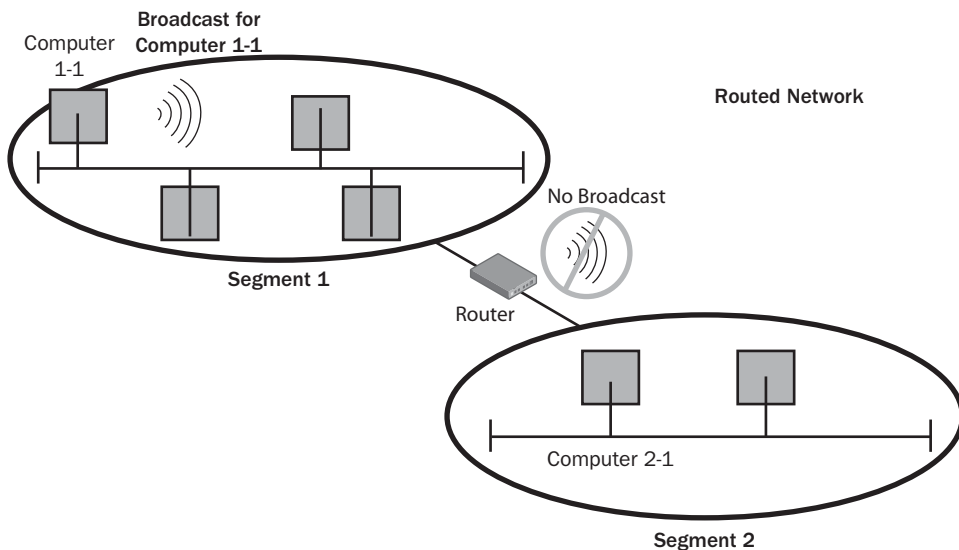 Broadcast for
Computer 1-1
Computer
1-1
Routed Network
No Broadcast
Segment 1
Router
Computer 2-1
Segment 2